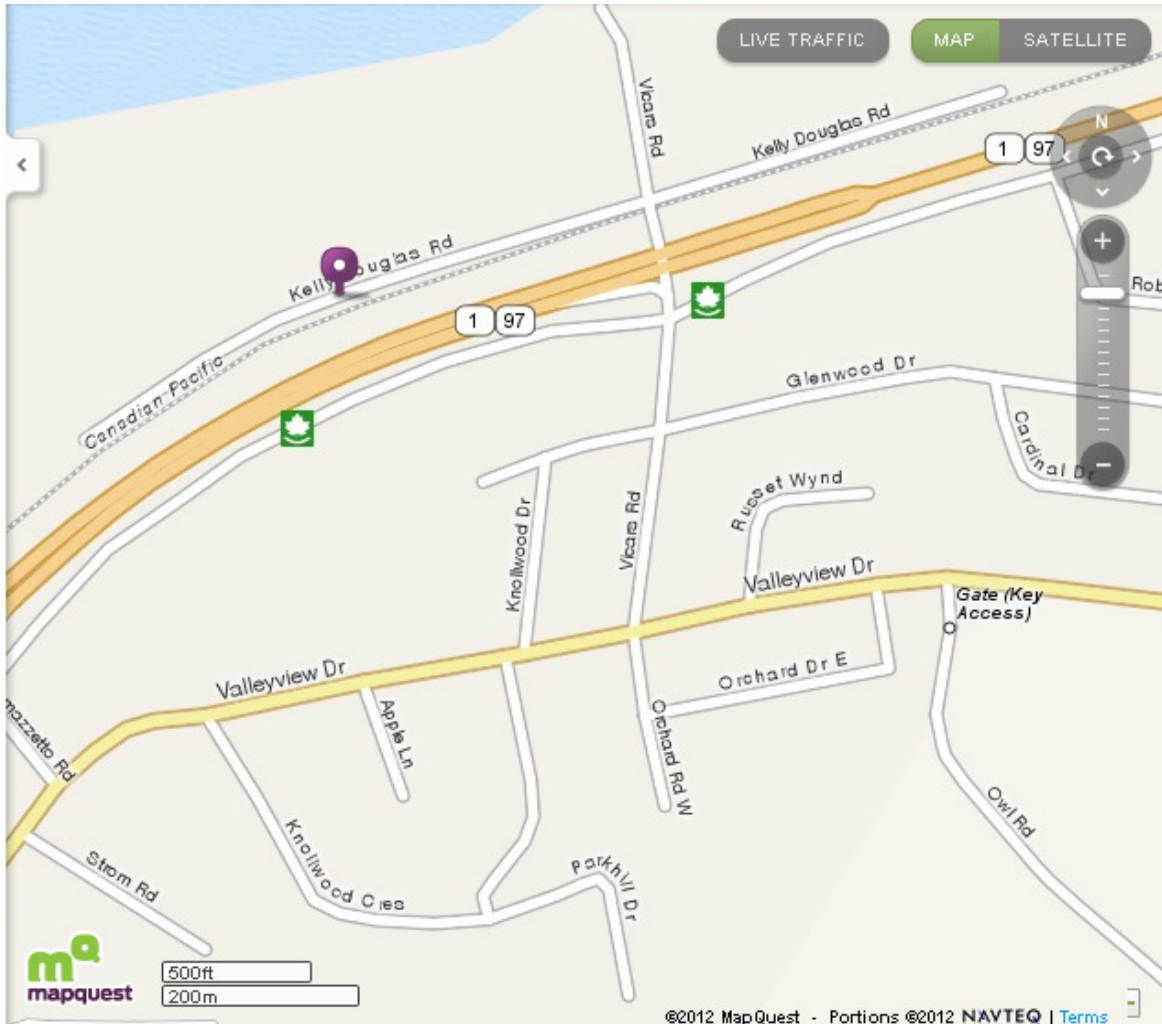 LIVE TRAFFIC
MAP
SATELLITE
Vicars Rd
Kelly Douglas Rd
N
1 97
Kelly Douglas Rd
1 97
Canadian Pacific
Glenwood Dr
Cardinal Dr
Russet Wynd
Knollwood Dr
Vicars Rd
Valleyview Dr
Gate (Key
Access)
Valleyview Dr
Orchard Dr E
Apple Ln
Orchard Rd W
Owl Rd
Knollwood Cres
Parkhill Dr
Strom Rd
mq
mapquest
500ft
200m
©2012 MapQuest - Portions ©2012 NAVTEQ | Terms